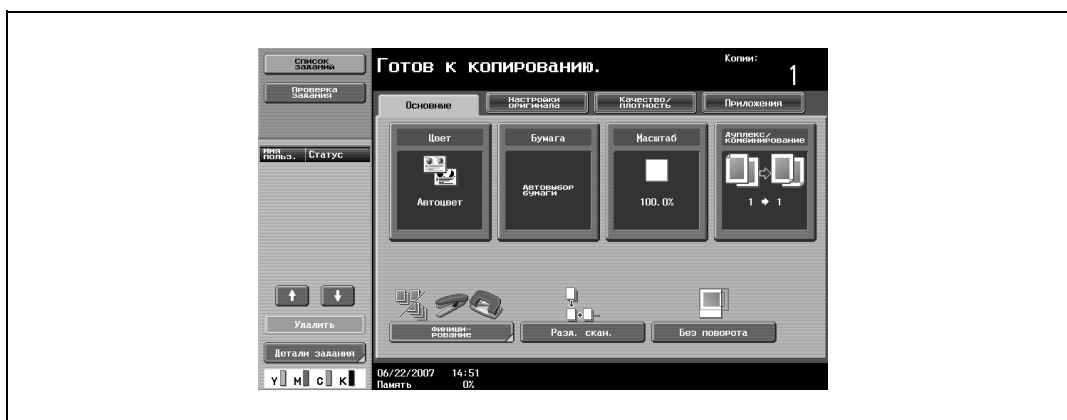 Список
заданий
Проверка
задания
Имя
польз.
Статус
Удалить
Детали задания
Y M C K
Готов к копированию.
Копии:
1
Основные
Настройки
оригинала
Качество/
плотность
Приложения
Цвет
Автоцвет
Бумага
Автовыбор
бумаги
Масштаб
100.0%
Дуплекс/
комбинирование
1 → 1
Финиши-
рование
Разд. скан.
Без поворота
06/22/2007 14:51
Память 0%